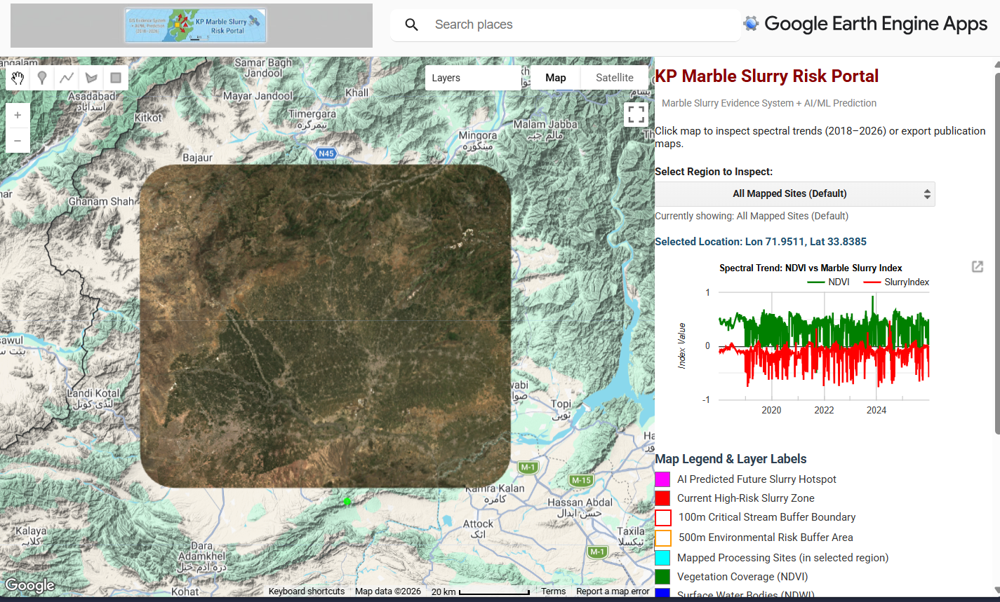 GIS Evidence System
+ AI/ML Prediction
(2018–2026)
KP Marble Slurry
Risk Portal
Search places
Google Earth Engine Apps
Layers
Map
Satellite
Samar Bagh
Jandool
Asadabad
اسدآباد
Mayar Jandool
Khall
Kitkot
Timergara
تیمرگرہ
Malam Jabba
مالم جبہ
Mingora
مینگورہ
N45
Bajaur
Ghanam Shah
Landi Kotal
لنڈی کوتل
Topi
ٹوپی
M-1
M-15
Kamra Kalan
کامرہ
Hassan Abdal
حسن ابدال
Attock
اٹک
Taxila
ٹیکسلا
M-1
Kalaya
کلایہ
Dara
Adamkhel
درہ آدم خیل
Kohat
Google
Keyboard shortcuts
Map data ©2026
20 km
Terms
Report a map error
KP Marble Slurry Risk Portal
Marble Slurry Evidence System + AI/ML Prediction
Click map to inspect spectral trends (2018–2026) or export publication
maps.
Select Region to Inspect:
All Mapped Sites (Default)
Currently showing: All Mapped Sites (Default)
Selected Location: Lon 71.9511, Lat 33.8385
Spectral Trend: NDVI vs Marble Slurry Index
NDVI
SlurryIndex
Index Value
1
0
-1
2020
2022
2024
Map Legend & Layer Labels
AI Predicted Future Slurry Hotspot
Current High-Risk Slurry Zone
100m Critical Stream Buffer Boundary
500m Environmental Risk Buffer Area
Mapped Processing Sites (in selected region)
Vegetation Coverage (NDVI)
Surface Water Bodies (NDWI)